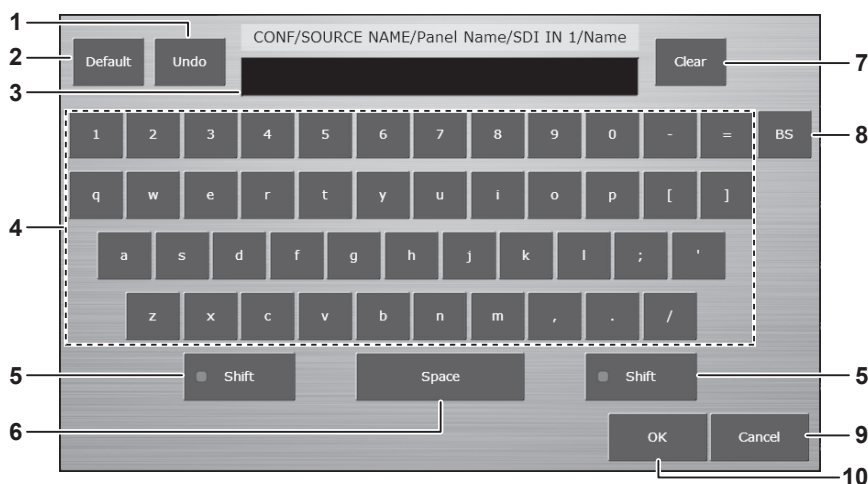 1
CONF/SOURCE NAME/Panel Name/SDI IN 1/Name
2 Default Undo Clear 7
3
1 2 3 4 5 6 7 8 9 0 - = BS 8
q w e r t y u i o p [ ]
4
a s d f g h j k l ; '
z x c v b n m , . /
5 Shift Space Shift 5
6
OK Cancel 9
10